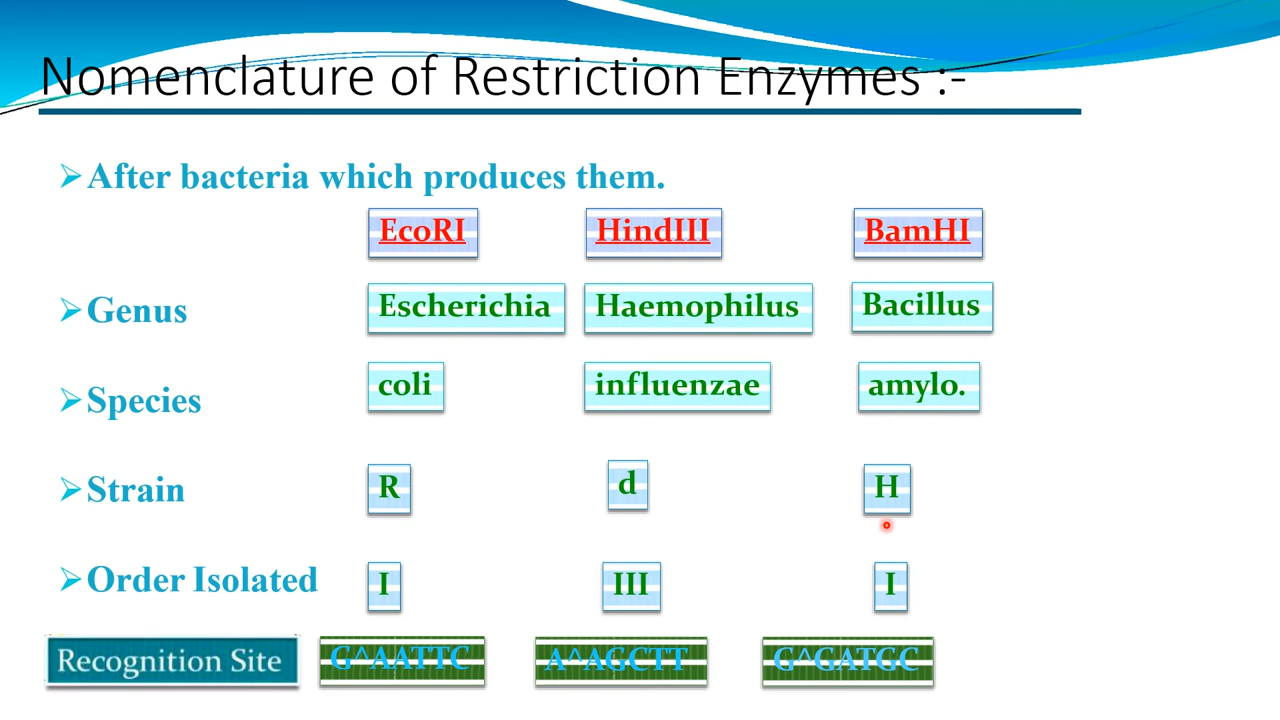 Nomenclature of Restriction Enzymes :-
After bacteria which produces them.
EcoRI HindIII BamHI
Genus Escherichia Haemophilus Bacillus
Species coli influenzae amylo.
Strain R d H
Order Isolated I III I
Recognition Site G^AATTC A^AGCTT G^GATGC